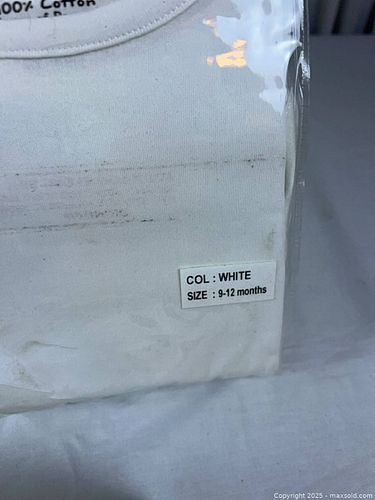 100% Cotton
COL : WHITE
SIZE : 9-12 months
Copyright 2025 - maxsold.com